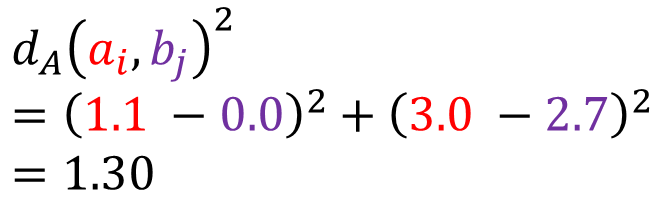 d_A(a_i, b_j)^2
= (1.1 − 0.0)^2 + (3.0 − 2.7)^2
= 1.30